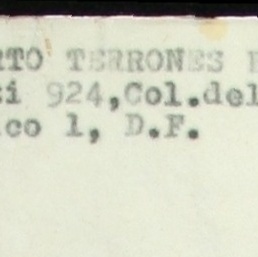 RTO TERRONES
i 924,Col.del
co 1, D.F.